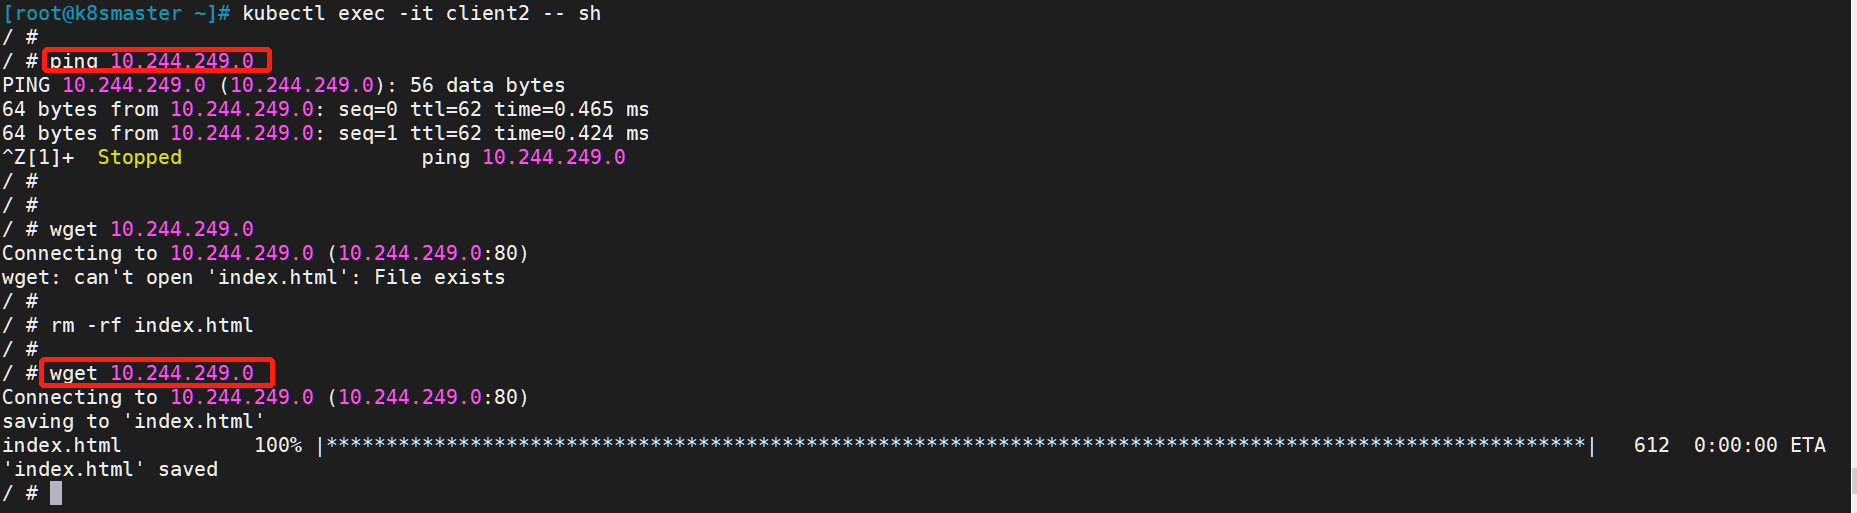 [root@k8smaster ~]# kubectl exec -it client2 -- sh
/ #
/ # ping 10.244.249.0
PING 10.244.249.0 (10.244.249.0): 56 data bytes
64 bytes from 10.244.249.0: seq=0 ttl=62 time=0.465 ms
64 bytes from 10.244.249.0: seq=1 ttl=62 time=0.424 ms
^Z[1]+  Stopped                    ping 10.244.249.0
/ #
/ #
/ # wget 10.244.249.0
Connecting to 10.244.249.0 (10.244.249.0:80)
wget: can't open 'index.html': File exists
/ #
/ # rm -rf index.html
/ #
/ # wget 10.244.249.0
Connecting to 10.244.249.0 (10.244.249.0:80)
saving to 'index.html'
index.html           100% |*********************************************************************************************************|   612  0:00:00 ETA
'index.html' saved
/ #